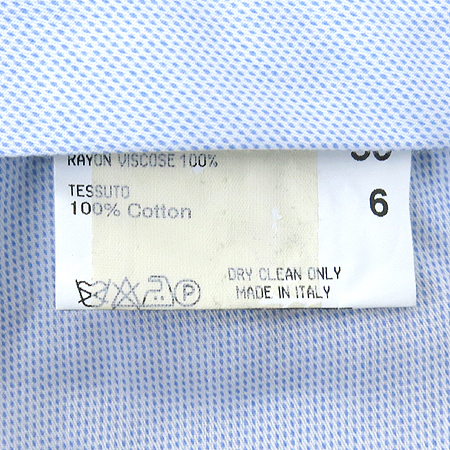 RAYON VISCOSE 100%
TESSUTO
100% Cotton
6
P
DRY CLEAN ONLY
MADE IN ITALY